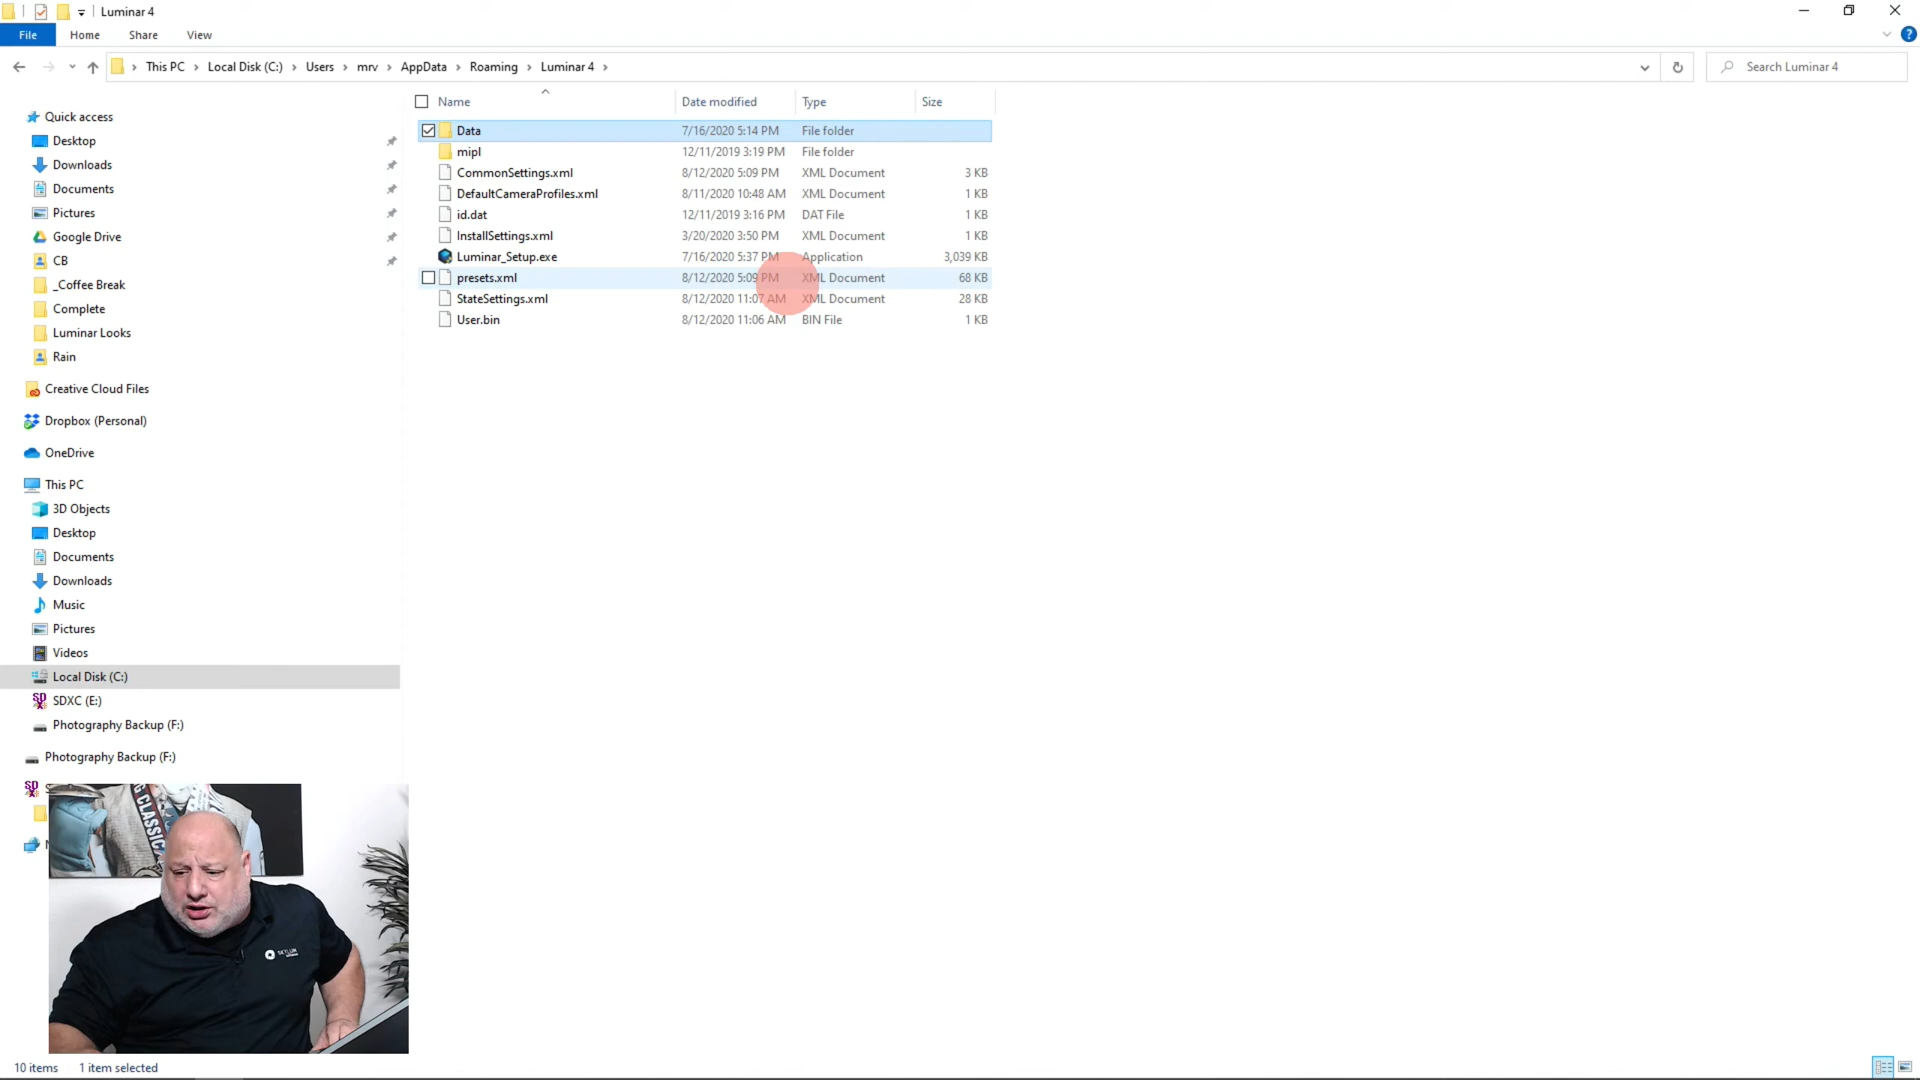 Luminar 4
File Home Share View
This PC Local Disk (C:) Users mrv AppData Roaming Luminar 4
Search Luminar 4
Name Date modified Type Size
Data 7/16/2020 5:14 PM File folder
mipl 12/11/2019 3:19 PM File folder
CommonSettings.xml 8/12/2020 5:09 PM XML Document 3 KB
DefaultCameraProfiles.xml 8/11/2020 10:48 AM XML Document 1 KB
id.dat 12/11/2019 3:16 PM DAT File 1 KB
InstallSettings.xml 3/20/2020 3:50 PM XML Document 1 KB
Luminar_Setup.exe 7/16/2020 5:37 PM Application 3,039 KB
presets.xml 8/12/2020 5:09 PM XML Document 68 KB
StateSettings.xml 8/12/2020 11:07 AM XML Document 28 KB
User.bin 8/12/2020 11:06 AM BIN File 1 KB
Quick access
Desktop
Downloads
Documents
Pictures
Google Drive
CB
_Coffee Break
Complete
Luminar Looks
Rain
Creative Cloud Files
Dropbox (Personal)
OneDrive
This PC
3D Objects
Desktop
Documents
Downloads
Music
Pictures
Videos
Local Disk (C:)
SDXC (E:)
Photography Backup (F:)
Photography Backup (F:)
G CLASSIC
SKYLUM
10 items 1 item selected